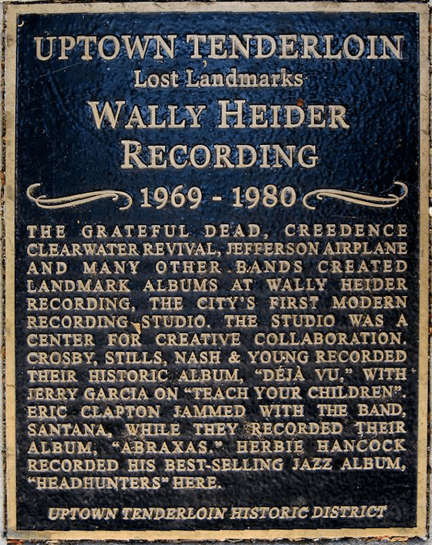 UPTOWN TENDERLOIN
Lost Landmarks
WALLY HEIDER
RECORDING
1969 - 1980
THE GRATEFUL DEAD, CREEDENCE
CLEARWATER REVIVAL, JEFFERSON AIRPLANE
AND MANY OTHER BANDS CREATED
LANDMARK ALBUMS AT WALLY HEIDER
RECORDING, THE CITY'S FIRST MODERN
RECORDING STUDIO. THE STUDIO WAS A
CENTER FOR CREATIVE COLLABORATION.
CROSBY, STILLS, NASH & YOUNG RECORDED
THEIR HISTORIC ALBUM, "DÉJÀ VU," WITH
JERRY GARCIA ON "TEACH YOUR CHILDREN".
ERIC CLAPTON JAMMED WITH THE BAND,
SANTANA, WHILE THEY RECORDED THEIR
ALBUM, "ABRAXAS." HERBIE HANCOCK
RECORDED HIS BEST-SELLING JAZZ ALBUM,
"HEADHUNTERS" HERE.
UPTOWN TENDERLOIN HISTORIC DISTRICT